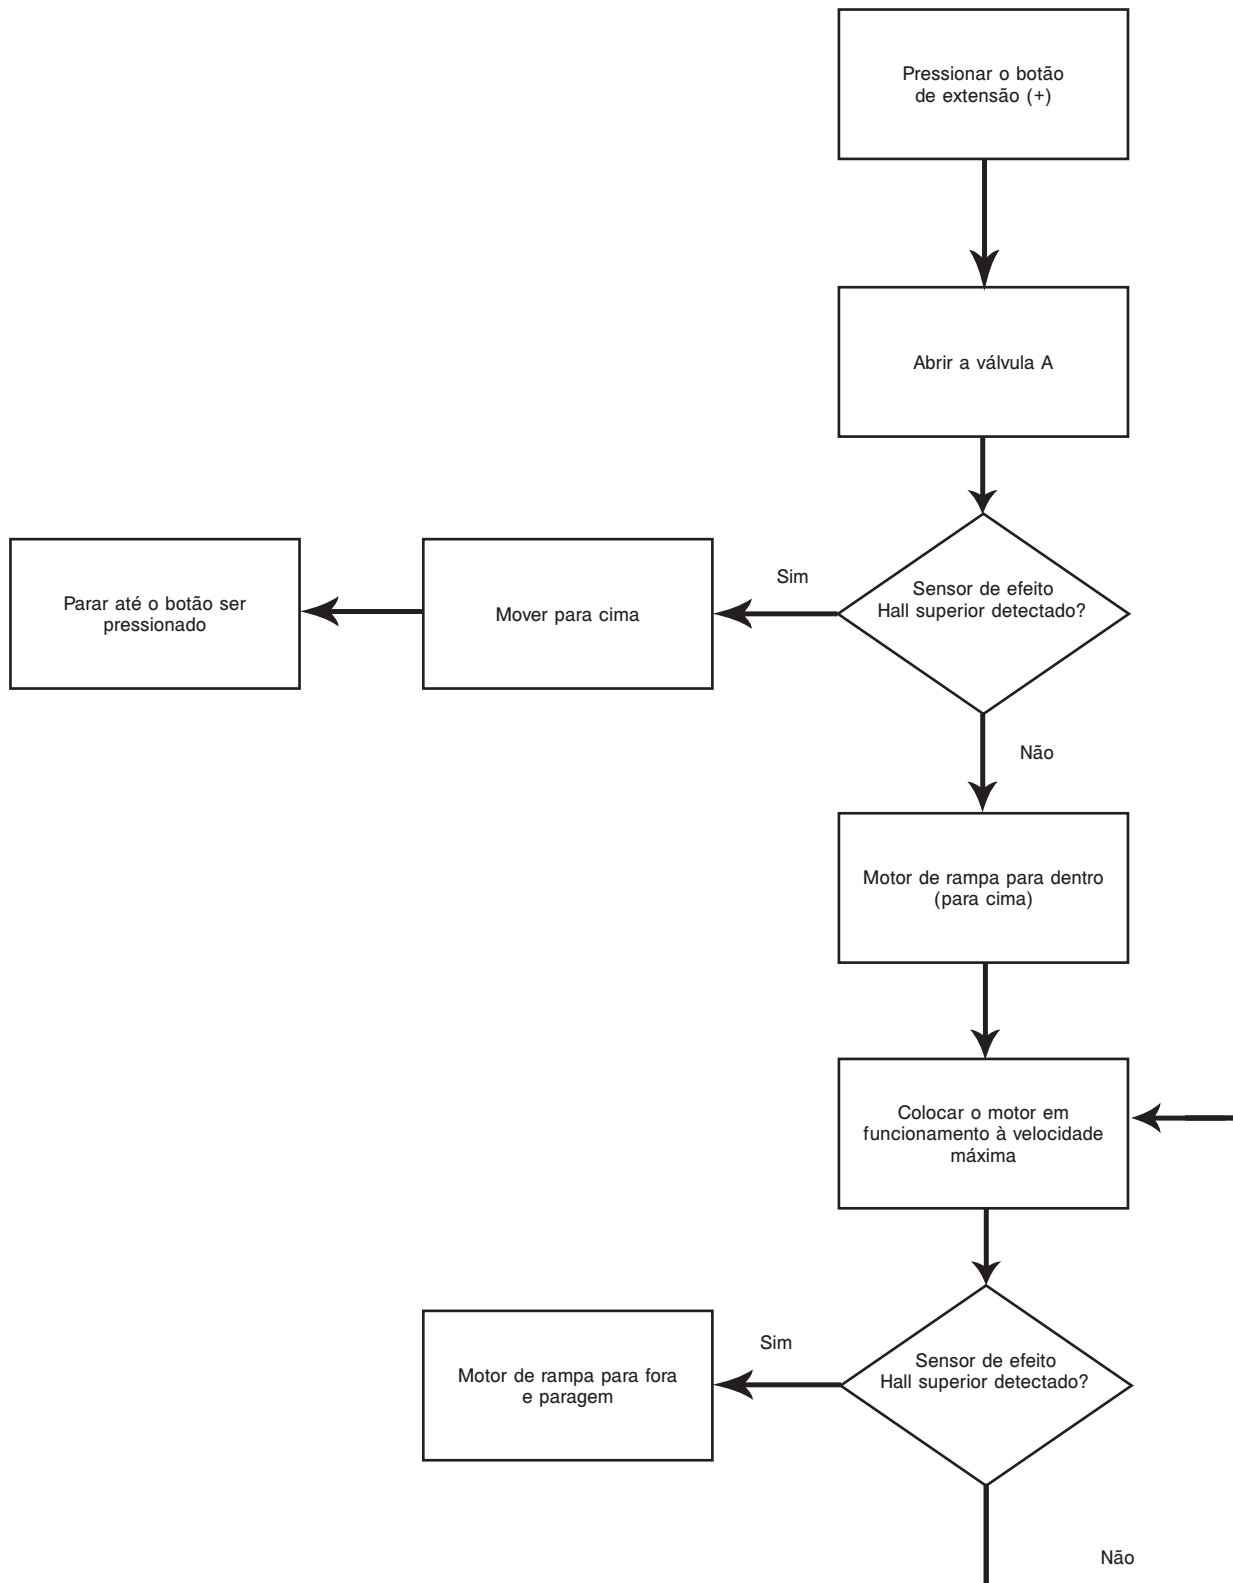 Pressionar o botão
de extensão (+)
Abrir a válvula A
Sensor de efeito
Hall superior detectado?
Sim
Mover para cima
Parar até o botão ser
pressionado
Não
Motor de rampa para dentro
(para cima)
Colocar o motor em
funcionamento à velocidade
máxima
Sensor de efeito
Hall superior detectado?
Sim
Motor de rampa para fora
e paragem
Não